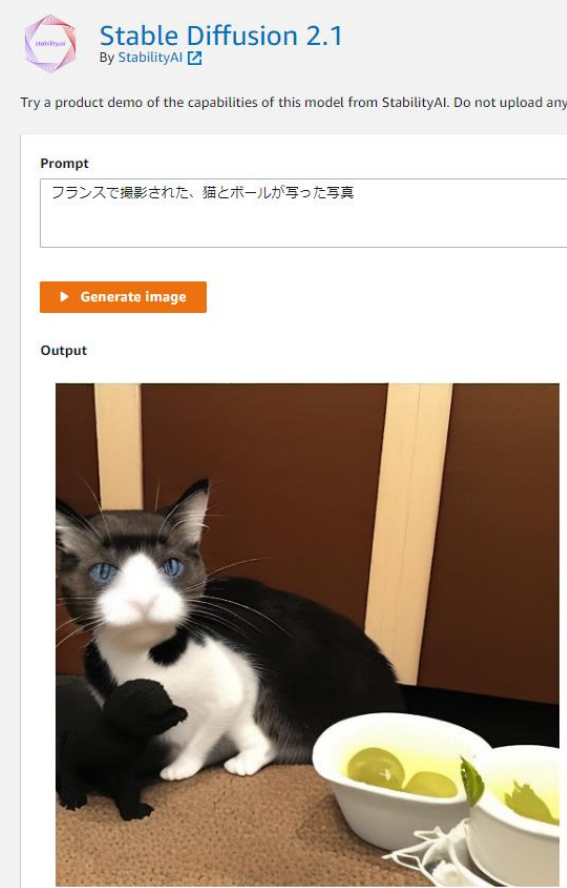 stability.ai
Stable Diffusion 2.1
By StabilityAI
Try a product demo of the capabilities of this model from StabilityAI. Do not upload any
Prompt
フランスで撮影された、猫とボールが写った写真
Generate image
Output